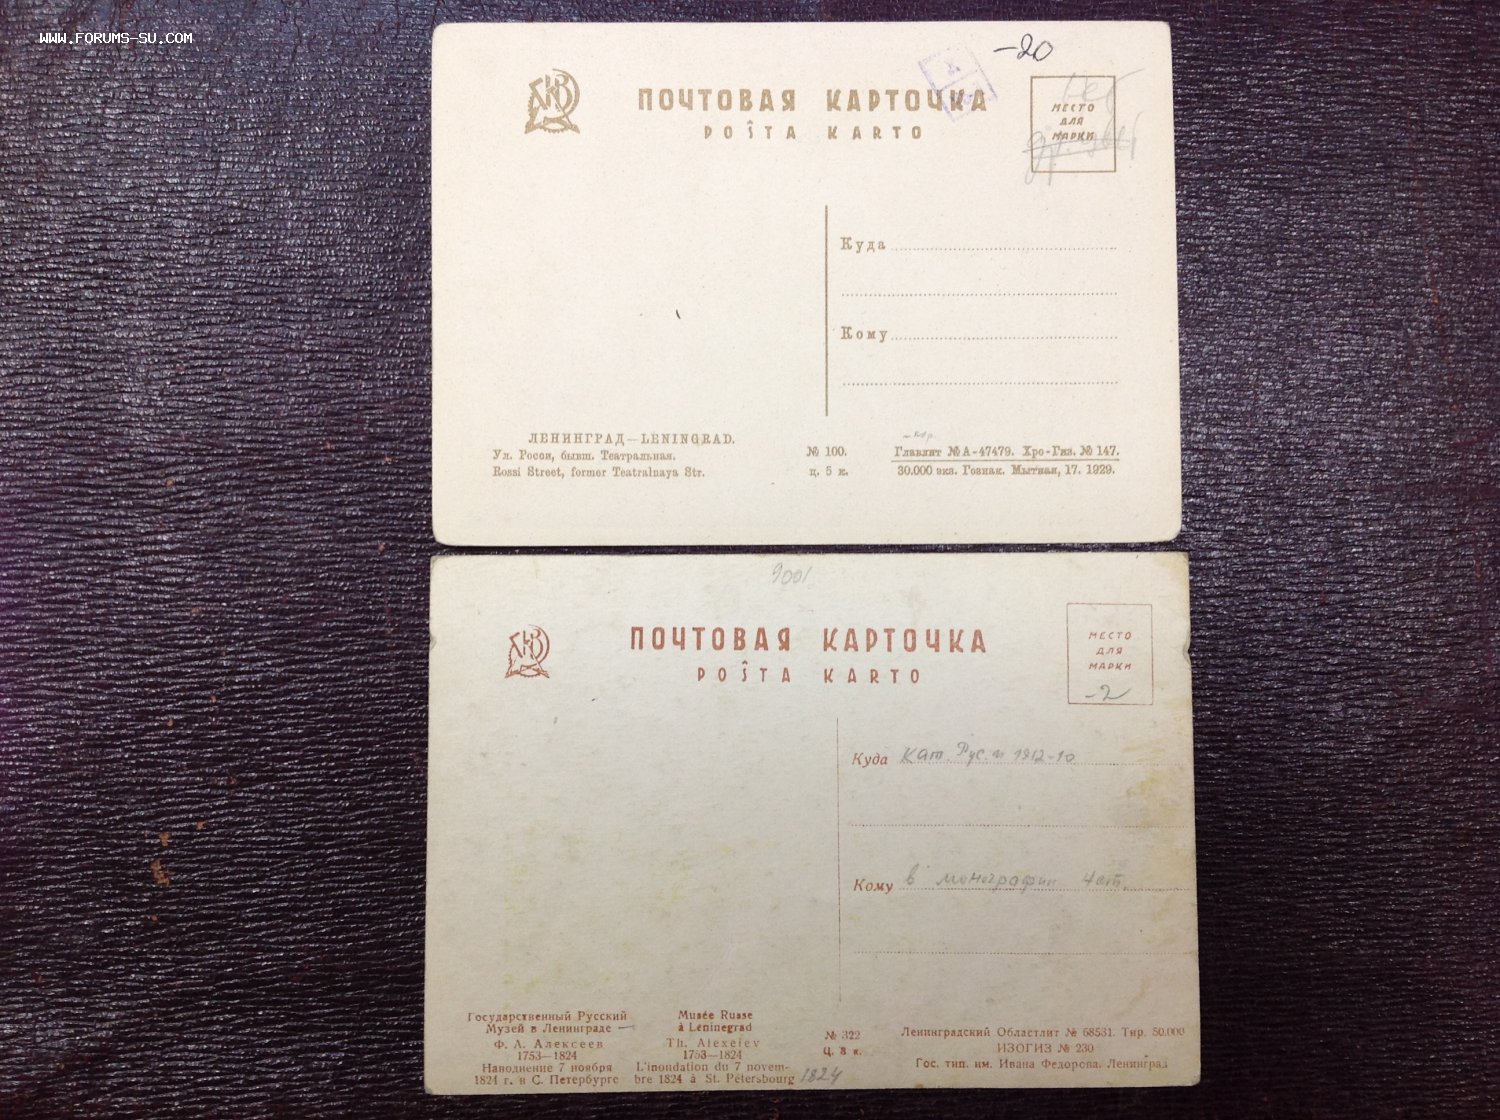 WWW.FORUMS-SU.COM
-20
ПОЧТОВАЯ КАРТОЧКА
POŜTA KARTO
МЕСТО
ДЛЯ
МАРКИ
Куда
Кому
ЛЕНИНГРАД—LENINGRAD.
Ул. Росси, бывш. Театральная.
Rossi Street, former Teatralnaya Str.
№ 100.
ц. 5 к.
Главлит № А-47479. Хро-Гиз. № 147.
30.000 экз. Гознак. Мытная, 17. 1929.
9001
ПОЧТОВАЯ КАРТОЧКА
POŜTA KARTO
МЕСТО
ДЛЯ
МАРКИ
-2
Куда Кат. Рус. м 1912-10
Кому в монографии
Государственный Русский
Музей в Ленинграде
Ф. А. Алексеев
1753—1824
Наводнение 7 ноября
1824 г. в С. Петербурге
Musée Russe
à Léninegrad
Th. Alexeiev
1753—1824
L'inondation du 7 novem-
bre 1824 à St. Pétersbourg 1824
№ 322
Ц. 8 к.
Ленинградский Областлит № 68531. Тир. 50.000
ИЗОГИЗ № 230
Гос. тип. им. Ивана Федорова. Ленинград